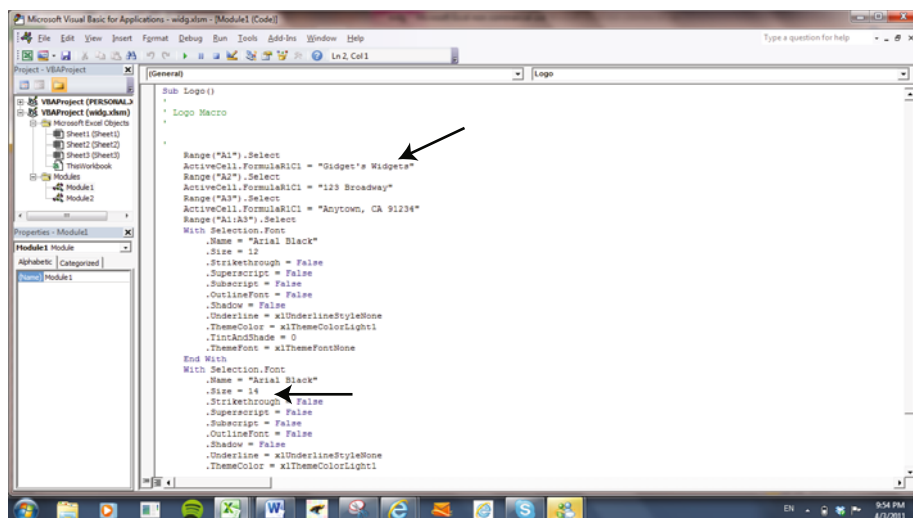 Microsoft Visual Basic for Applications - widg.xlsm - [Module1 (Code)]
File Edit View Insert Format Debug Run Tools Add-Ins Window Help
Type a question for help
Ln 2, Col 1
Project - VBAProject
(General)
Logo
VBAProject (PERSONAL.X
VBAProject (widg.xlsm)
Microsoft Excel Objects
Sheet1 (Sheet1)
Sheet2 (Sheet2)
Sheet3 (Sheet3)
ThisWorkbook
Modules
Module1
Module2
Properties - Module1
Module1 Module
Alphabetic Categorized
(Name) Module1
Sub Logo()
'
' Logo Macro
'
'
Range("A1").Select
ActiveCell.FormulaR1C1 = "Gidget's Widgets"
Range("A2").Select
ActiveCell.FormulaR1C1 = "123 Broadway"
Range("A3").Select
ActiveCell.FormulaR1C1 = "Anytown, CA 91234"
Range("A1:A3").Select
With Selection.Font
.Name = "Arial Black"
.Size = 12
.Strikethrough = False
.Superscript = False
.Subscript = False
.OutlineFont = False
.Shadow = False
.Underline = xlUnderlineStyleNone
.ThemeColor = xlThemeColorLight1
.TintAndShade = 0
.ThemeFont = xlThemeFontNone
End With
With Selection.Font
.Name = "Arial Black"
.Size = 14
.Strikethrough = False
.Superscript = False
.Subscript = False
.OutlineFont = False
.Shadow = False
.Underline = xlUnderlineStyleNone
.ThemeColor = xlThemeColorLight1
EN
9:54 PM
4/3/2011